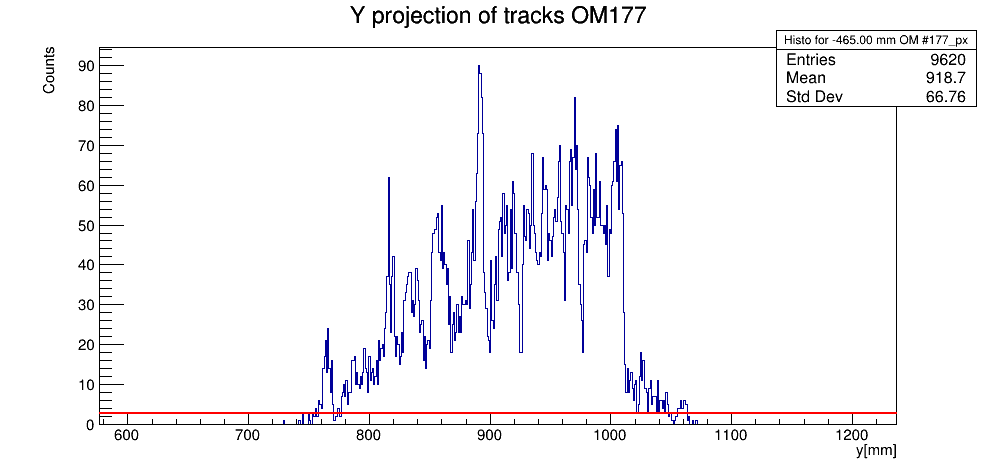 Y projection of tracks OM177
Histo for -465.00 mm OM #177_px
Entries 9620
Mean 918.7
Std Dev 66.76
Counts
90
80
70
60
50
40
30
20
10
0
600 700 800 900 1000 1100 1200
y[mm]